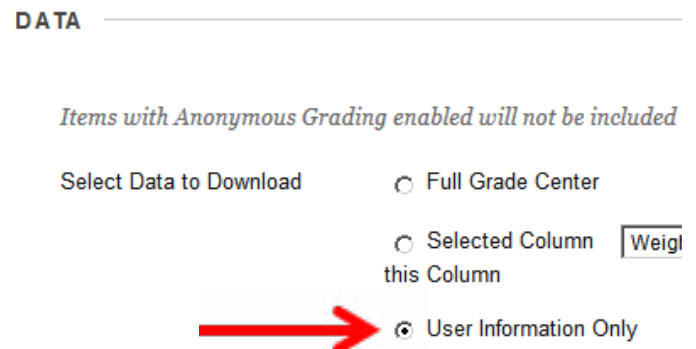 DATA
Items with Anonymous Grading enabled will not be included
Select Data to Download Full Grade Center
Selected Column
this Column
User Information Only